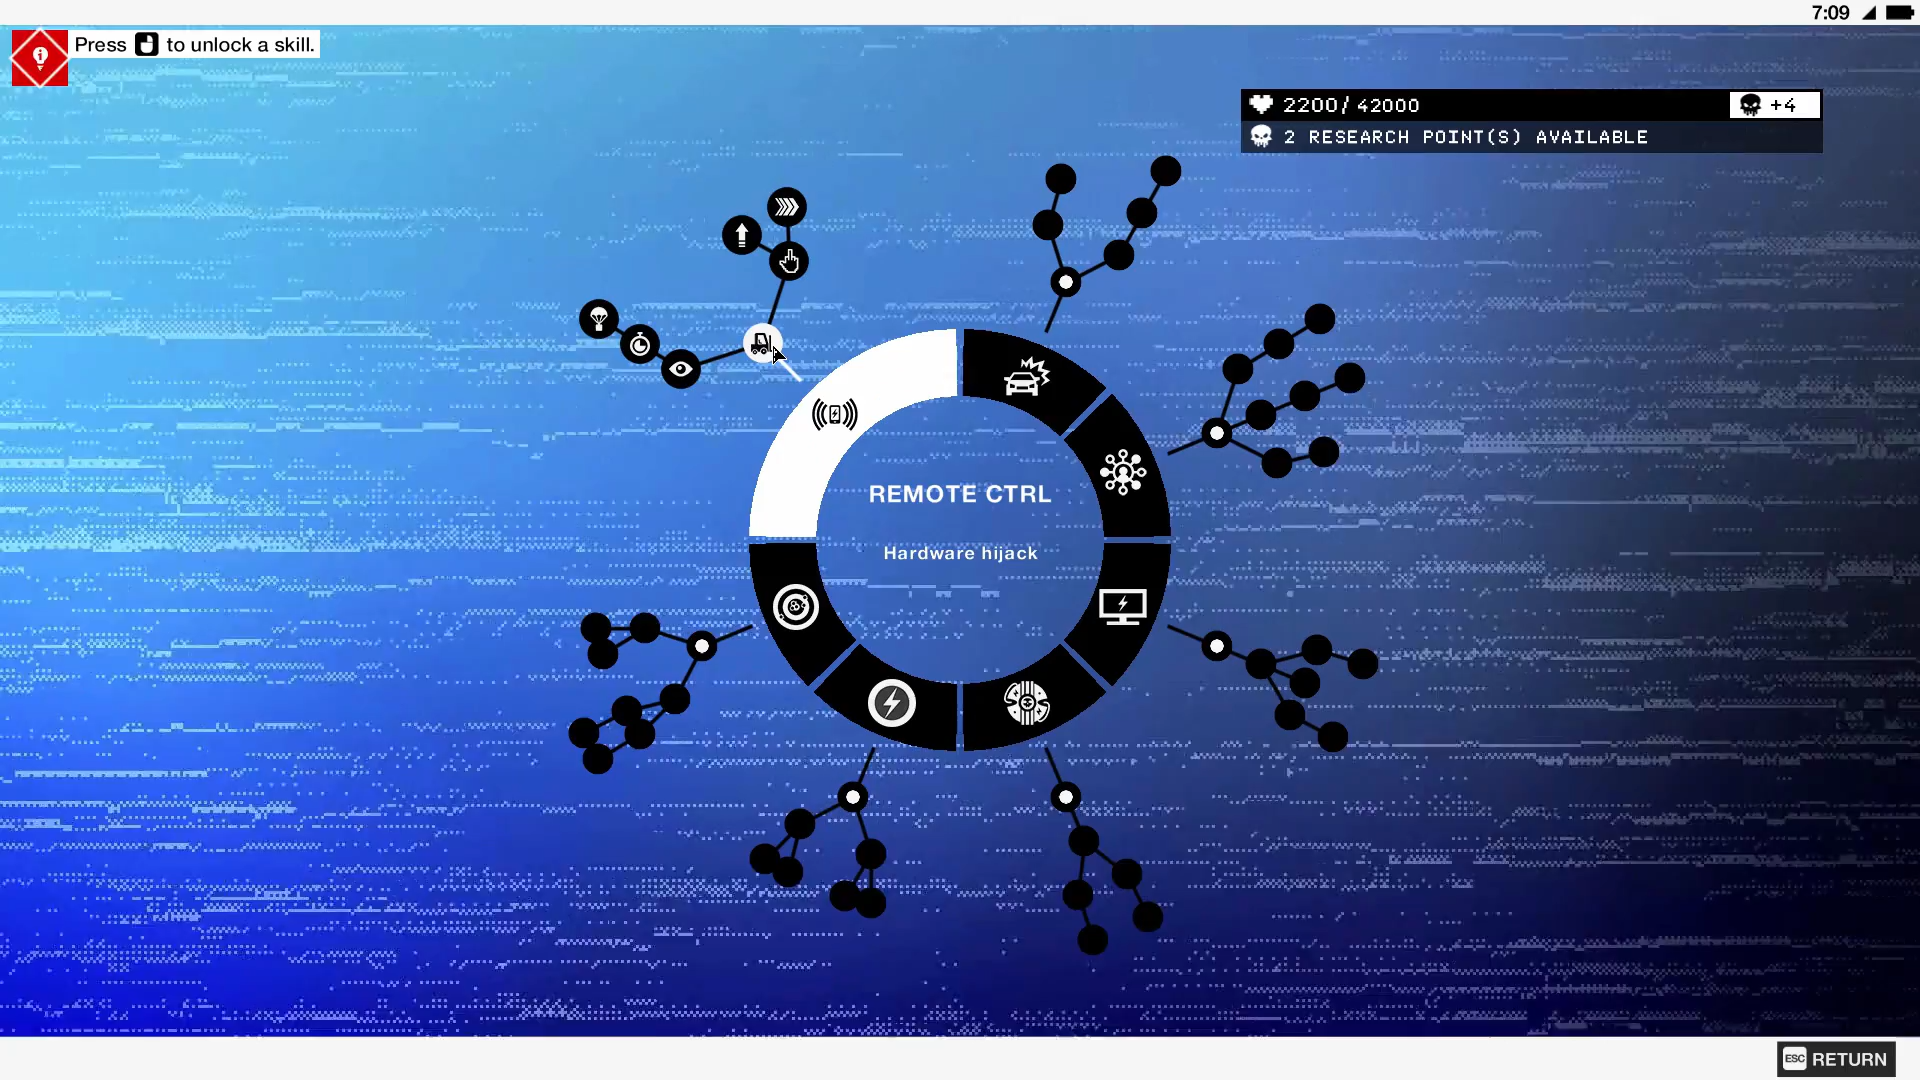 7:09
Press to unlock a skill.
2200/ 42000
+4
2 RESEARCH POINT(S) AVAILABLE
REMOTE CTRL
Hardware hijack
ESC RETURN